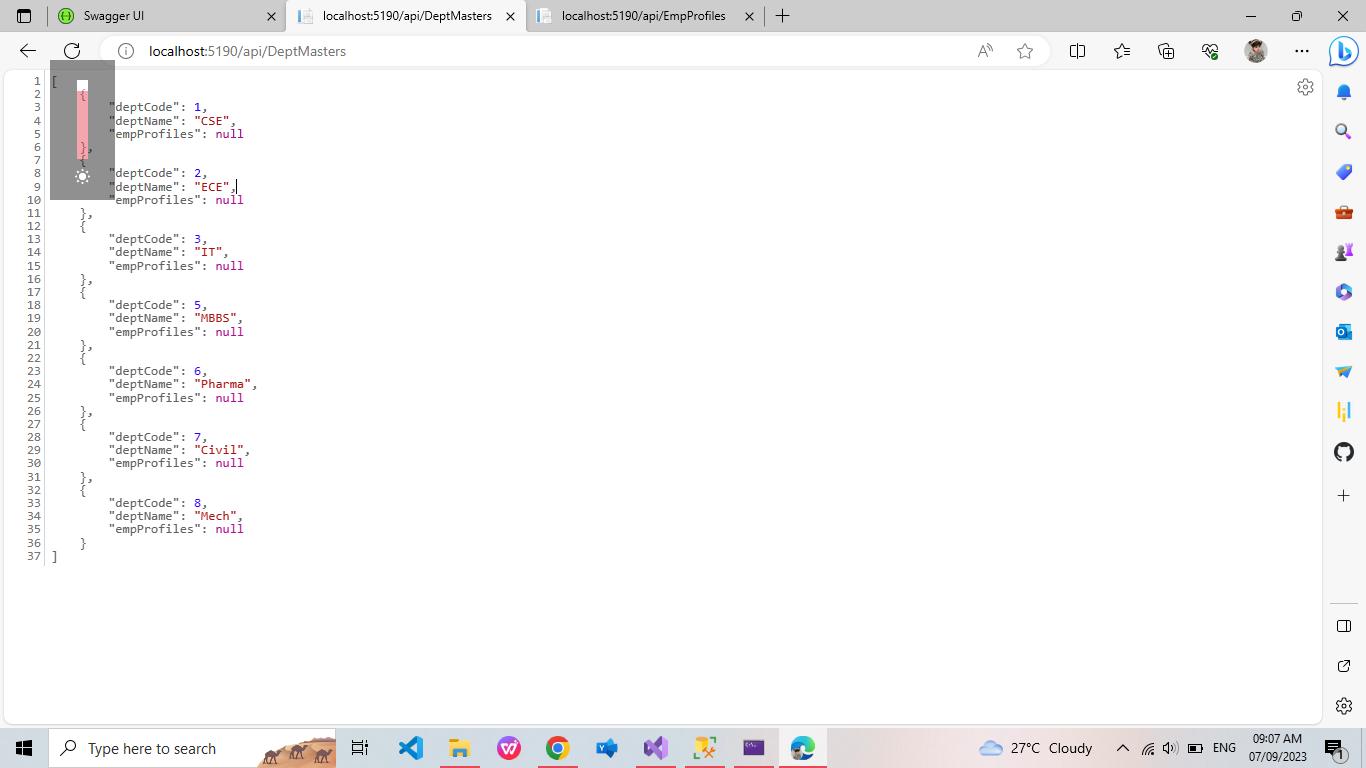 Swagger UI
localhost:5190/api/DeptMasters
localhost:5190/api/EmpProfiles
localhost:5190/api/DeptMasters
1 [
2 {
3 "deptCode": 1,
4 "deptName": "CSE",
5 "empProfiles": null
6 },
7 {
8 "deptCode": 2,
9 "deptName": "ECE",
10 "empProfiles": null
11 },
12 {
13 "deptCode": 3,
14 "deptName": "IT",
15 "empProfiles": null
16 },
17 {
18 "deptCode": 5,
19 "deptName": "MBBS",
20 "empProfiles": null
21 },
22 {
23 "deptCode": 6,
24 "deptName": "Pharma",
25 "empProfiles": null
26 },
27 {
28 "deptCode": 7,
29 "deptName": "Civil",
30 "empProfiles": null
31 },
32 {
33 "deptCode": 8,
34 "deptName": "Mech",
35 "empProfiles": null
36 }
37 ]
Type here to search
27°C Cloudy
ENG
09:07 AM
07/09/2023
1